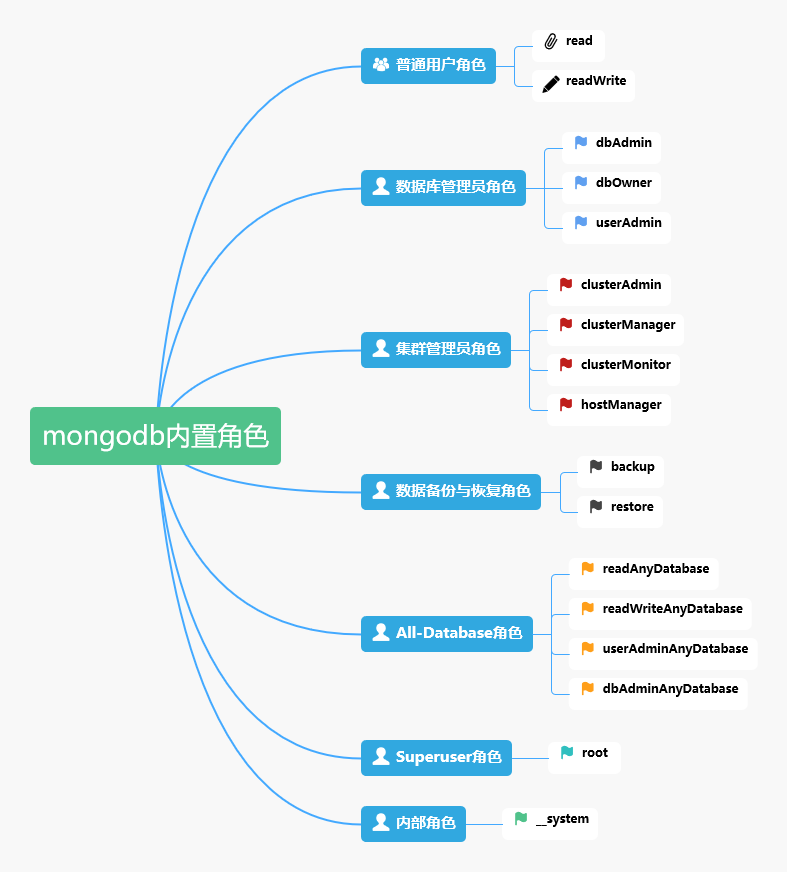 mongodb内置角色
普通用户角色
read
readWrite
数据库管理员角色
dbAdmin
dbOwner
userAdmin
集群管理员角色
clusterAdmin
clusterManager
clusterMonitor
hostManager
数据备份与恢复角色
backup
restore
All-Database角色
readAnyDatabase
readWriteAnyDatabase
userAdminAnyDatabase
dbAdminAnyDatabase
Superuser角色
root
内部角色
__system